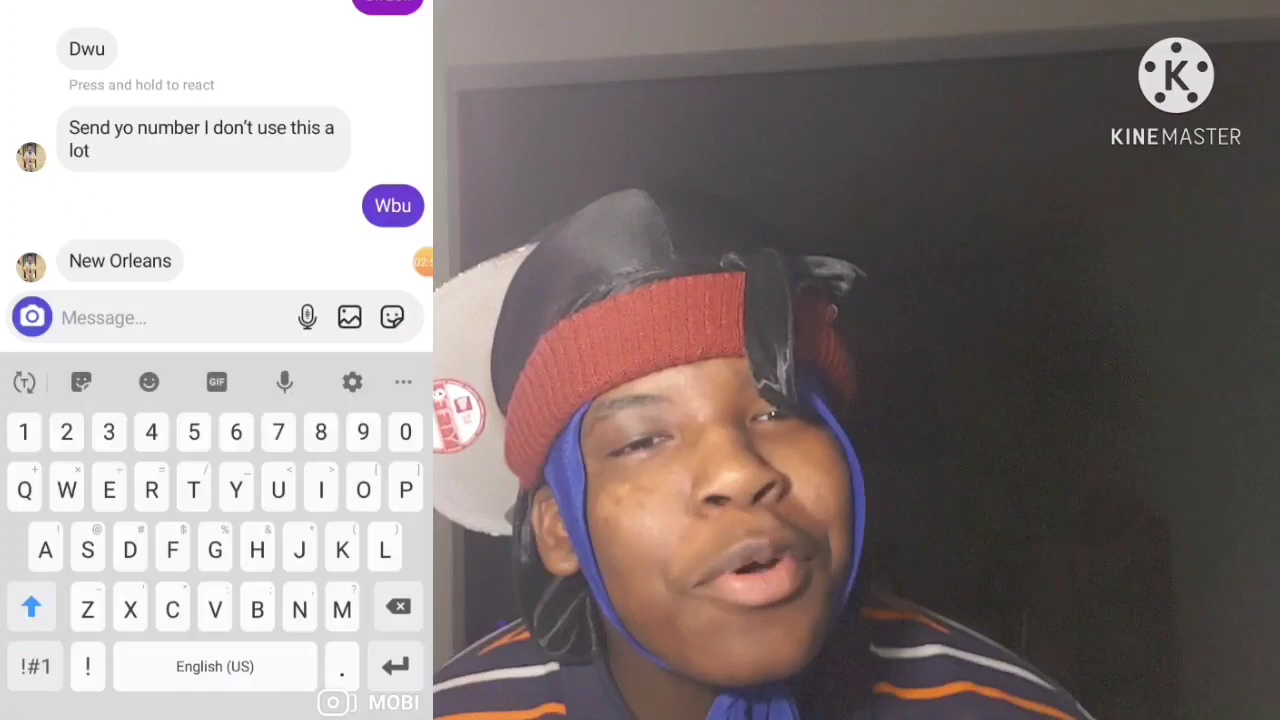 Dwu
Press and hold to react
Send yo number I don't use this a
lot
Wbu
New Orleans
Message...
GIF
1 2 3 4 5 6 7 8 9 0
Q W E R T Y U I O P
A S D F G H J K L
Z X C V B N M
!#1 ! English (US) .
MOBI
K
KINEMASTER